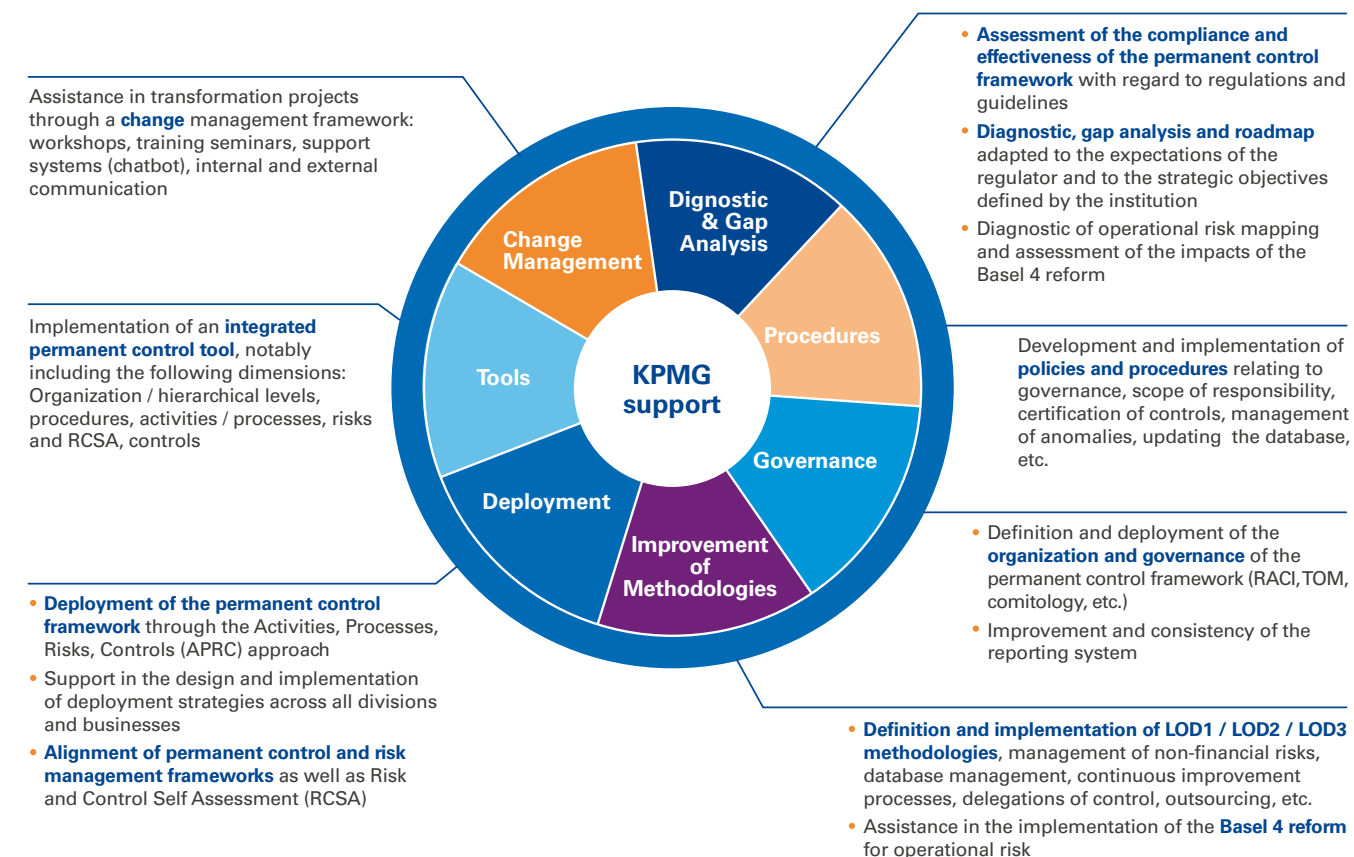 Assistance in transformation projects
through a change management framework:
workshops, training seminars, support
systems (chatbot), internal and external
communication
Implementation of an integrated
permanent control tool, notably
including the following dimensions:
Organization / hierarchical levels,
procedures, activities / processes, risks
and RCSA, controls
• Deployment of the permanent control
framework through the Activities, Processes,
Risks, Controls (APRC) approach
• Support in the design and implementation
of deployment strategies across all divisions
and businesses
• Alignment of permanent control and risk
management frameworks as well as Risk
and Control Self Assessment (RCSA)
Change
Management
Dignostic
& Gap
Analysis
Procedures
Tools
KPMG
support
Governance
Deployment
Improvement
of
Methodologies
• Assessment of the compliance and
effectiveness of the permanent control
framework with regard to regulations and
guidelines
• Diagnostic, gap analysis and roadmap
adapted to the expectations of the
regulator and to the strategic objectives
defined by the institution
• Diagnostic of operational risk mapping
and assessment of the impacts of the
Basel 4 reform
Development and implementation of
policies and procedures relating to
governance, scope of responsibility,
certification of controls, management
of anomalies, updating the database,
etc.
• Definition and deployment of the
organization and governance of the
permanent control framework (RACI, TOM,
comitology, etc.)
• Improvement and consistency of the
reporting system
• Definition and implementation of LOD1 / LOD2 / LOD3
methodologies, management of non-financial risks,
database management, continuous improvement
processes, delegations of control, outsourcing, etc.
• Assistance in the implementation of the Basel 4 reform
for operational risk